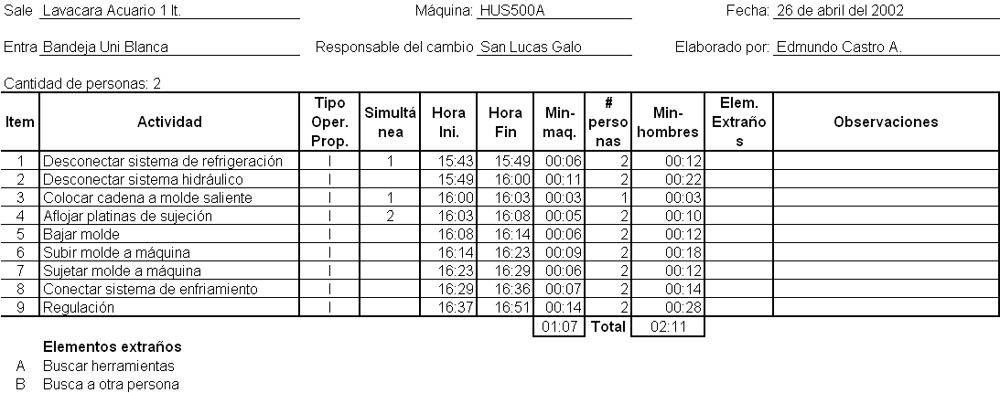 Sale Lavacara Acuario 1 lt. Máquina: HUS500A Fecha: 26 de abril del 2002
Entra Bandeja Uni Blanca Responsable del cambio San Lucas Galo Elaborado por: Edmundo Castro A.
Cantidad de personas: 2
Item Actividad Tipo Oper. Prop. Simultá nea Hora Ini. Hora Fin Min-maq. # perso nas Min-hombres Elem. Extraño s Observaciones
1 Desconectar sistema de refrigeración I 1 15:43 15:49 00:06 2 00:12
2 Desconectar sistema hidráulico I 15:49 16:00 00:11 2 00:22
3 Colocar cadena a molde saliente I 1 16:00 16:03 00:03 1 00:03
4 Aflojar platinas de sujeción I 2 16:03 16:08 00:05 2 00:10
5 Bajar molde I 16:08 16:14 00:06 2 00:12
6 Subir molde a máquina I 16:14 16:23 00:09 2 00:18
7 Sujetar molde a máquina I 16:23 16:29 00:06 2 00:12
8 Conectar sistema de enfriamiento I 16:29 16:36 00:07 2 00:14
9 Regulación I 16:37 16:51 00:14 2 00:28
01:07 Total 02:11
Elementos extraños
A Buscar herramientas
B Busca a otra persona